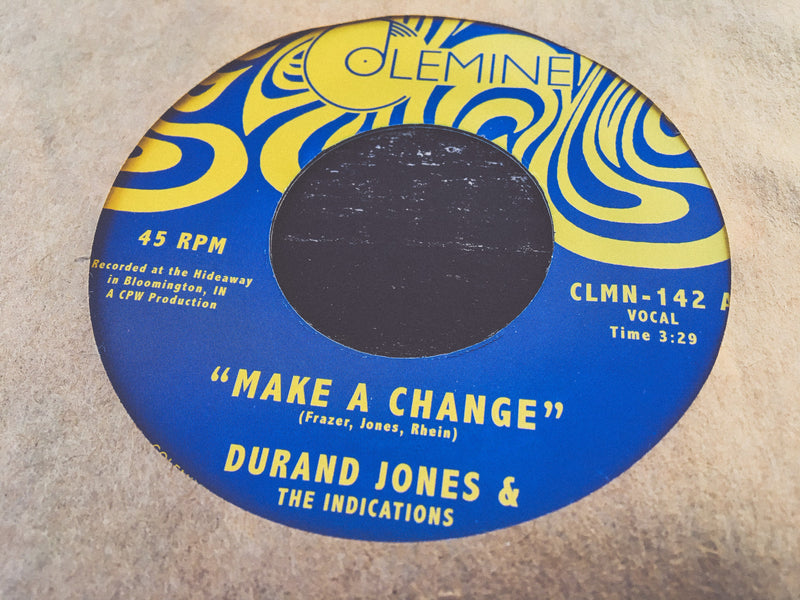 COLEMINE
45 RPM
Recorded at the Hideaway
in Bloomington, IN
A CPW Production
CLMN-142 A
VOCAL
Time 3:29
“MAKE A CHANGE”
(Frazer, Jones, Rhein)
DURAND JONES &
THE INDICATIONS